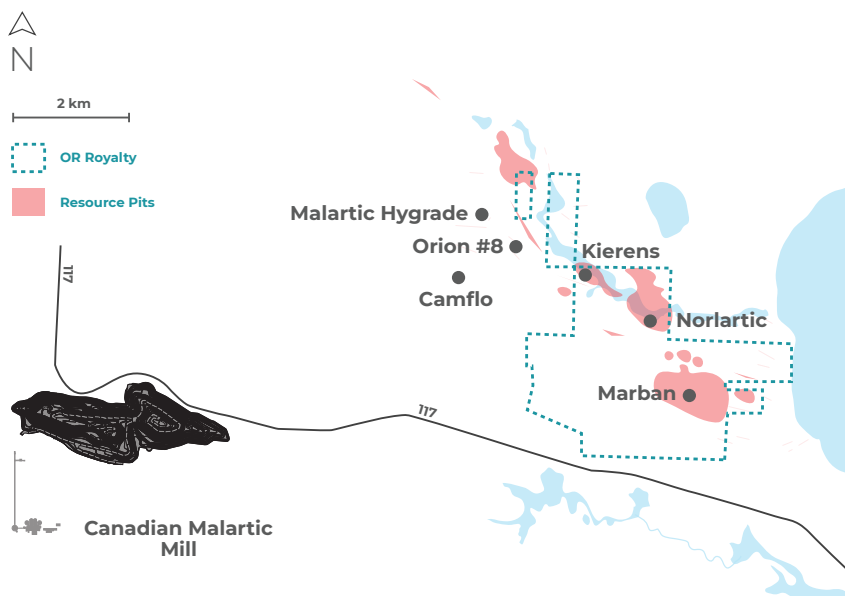 N
2 km
OR Royalty
Resource Pits
117
Malartic Hygrade
Orion #8
Kierens
Camflo
Norlartic
Marban
117
Canadian Malartic
Mill